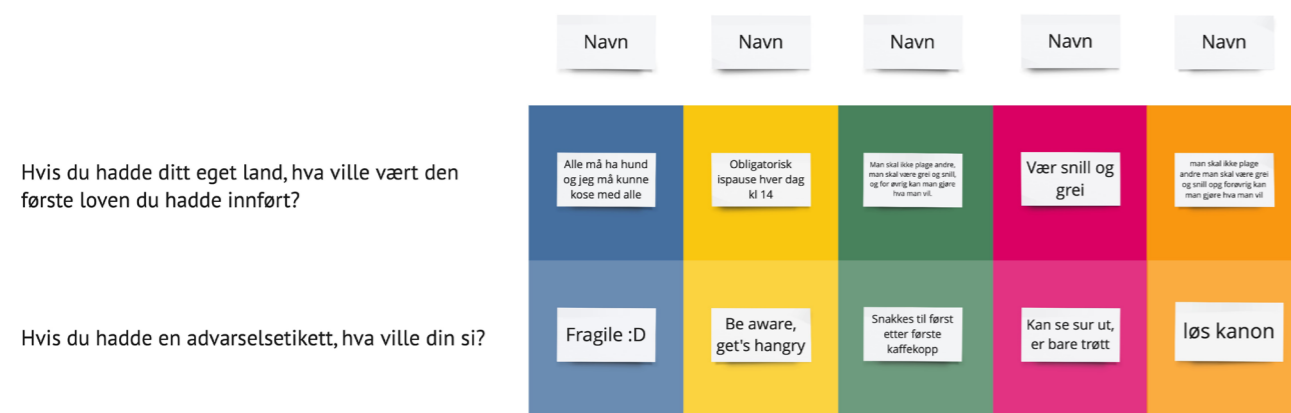 Navn
Navn
Navn
Navn
Navn
Hvis du hadde ditt eget land, hva ville vært den
første loven du hadde innført?
Alle må ha hund
og jeg må kunne
kose med alle
Obligatorisk
ispause hver dag
kl 14
Man skal ikke plage andre,
man skal være grei og snill,
og for øvrig kan man gjøre
hva man vil.
Vær snill og
grei
man skal ikke plage
andre man skal være grei
og snill opg forøvrig kan
man gjøre hva man vil
Hvis du hadde en advarselsetikett, hva ville din si?
Fragile :D
Be aware,
get's hangry
Snakkes til først
etter første
kaffekopp
Kan se sur ut,
er bare trøtt
løs kanon